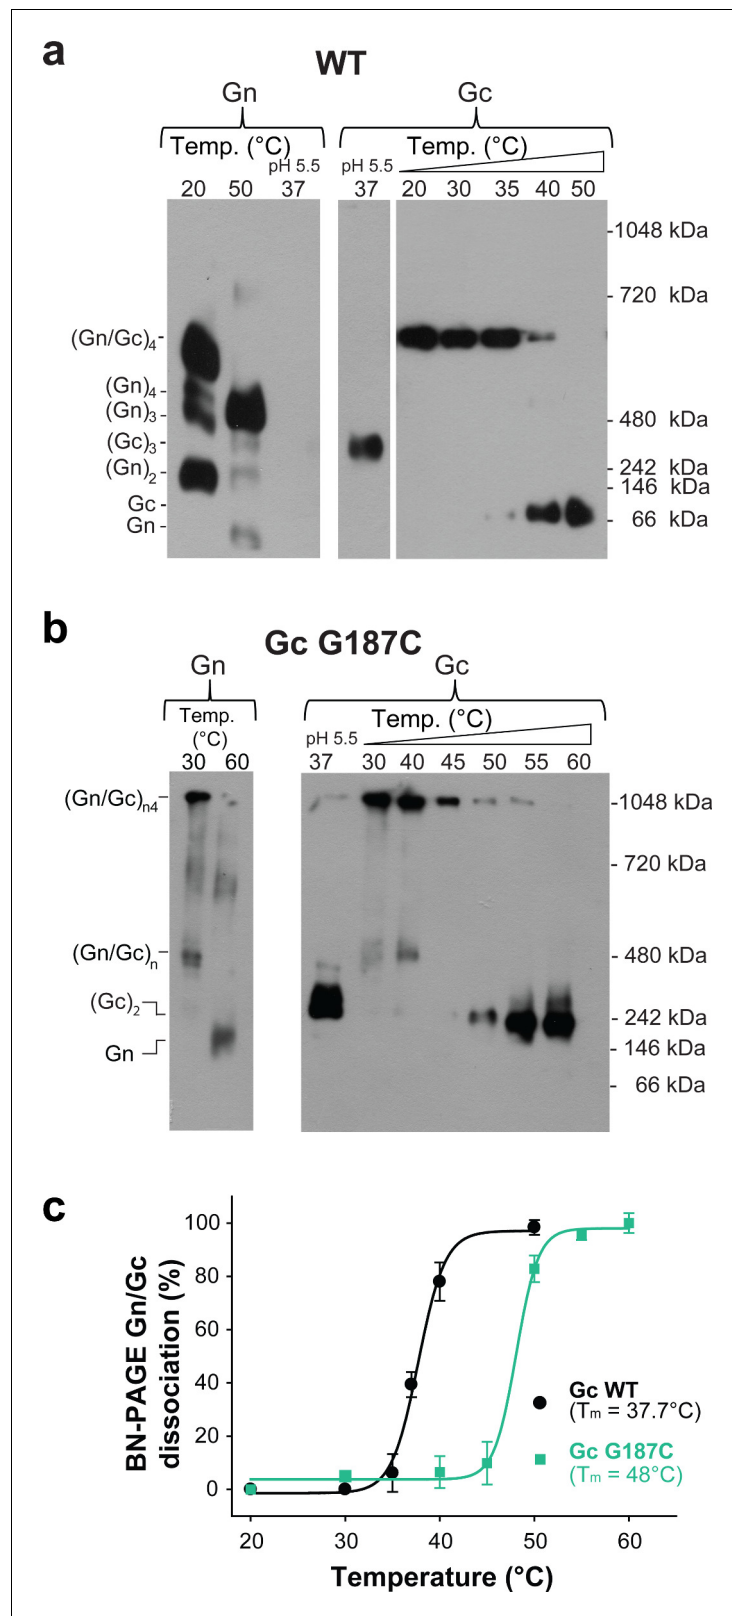 a
WT
Gn Gc
Temp. (°C) Temp. (°C)
pH 5.5 pH 5.5
20 50 37 37 20 30 35 40 50
-1048 kDa
- 720 kDa
(Gn/Gc)4-
(Gn)4 -
(Gn)3 -
- 480 kDa
(Gc)3 -
(Gn)2 -
- 242 kDa
- 146 kDa
Gc -
Gn -
- 66 kDa
b
Gc G187C
Gn Gc
Temp. (°C) Temp. (°C)
pH 5.5
30 60 37 30 40 45 50 55 60
(Gn/Gc)n4 -1048 kDa
- 720 kDa
(Gn/Gc)n - 480 kDa
(Gc)2
- 242 kDa
Gn
- 146 kDa
- 66 kDa
c
BN-PAGE Gn/Gc
dissociation (%)
100
80
60
40
20
0
Gc WT
(Tm = 37.7°C)
Gc G187C
(Tm = 48°C)
20 30 40 50 60
Temperature (°C)